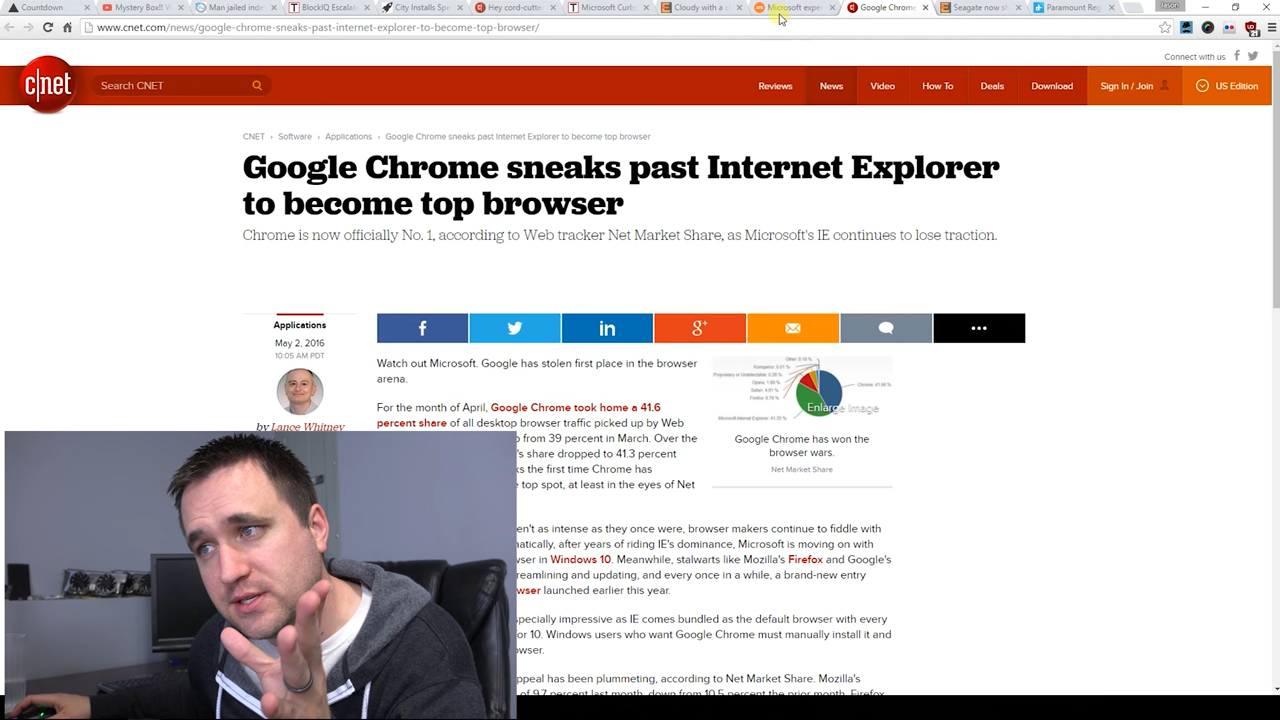 Countdown
Mystery Box!! W
Man jailed inde
BlockIQ Escalat
City Installs Spe
Hey cord-cutter
Microsoft Curb
Cloudy with a c
Microsoft exper
Google Chrome
Seagate now sh
Paramount Reg
Jason
www.cnet.com/news/google-chrome-sneaks-past-internet-explorer-to-become-top-browser/
Connect with us
c|net
Search CNET
Reviews
News
Video
How To
Deals
Download
Sign In / Join
US Edition
CNET › Software › Applications › Google Chrome sneaks past Internet Explorer to become top browser
Google Chrome sneaks past Internet Explorer
to become top browser
Chrome is now officially No. 1, according to Web tracker Net Market Share, as Microsoft's IE continues to lose traction.
Applications
May 2, 2016
10:05 AM PDT
by Lance Whitney
Watch out Microsoft. Google has stolen first place in the browser
arena.
For the month of April, Google Chrome took home a 41.6
percent share of all desktop browser traffic picked up by Web
from 39 percent in March. Over the
's share dropped to 41.3 percent
ks the first time Chrome has
top spot, at least in the eyes of Net
Enlarge Image
Google Chrome has won the
browser wars.
Net Market Share
en't as intense as they once were, browser makers continue to fiddle with
matically, after years of riding IE's dominance, Microsoft is moving on with
wser in Windows 10. Meanwhile, stalwarts like Mozilla's Firefox and Google's
reamlining and updating, and every once in a while, a brand-new entry
wser launched earlier this year.
specially impressive as IE comes bundled as the default browser with every
or 10. Windows users who want Google Chrome must manually install it and
owser.
ppeal has been plummeting, according to Net Market Share. Mozilla's
of 9.7 percent last month, down from 10.5 percent the prior month. Firefox